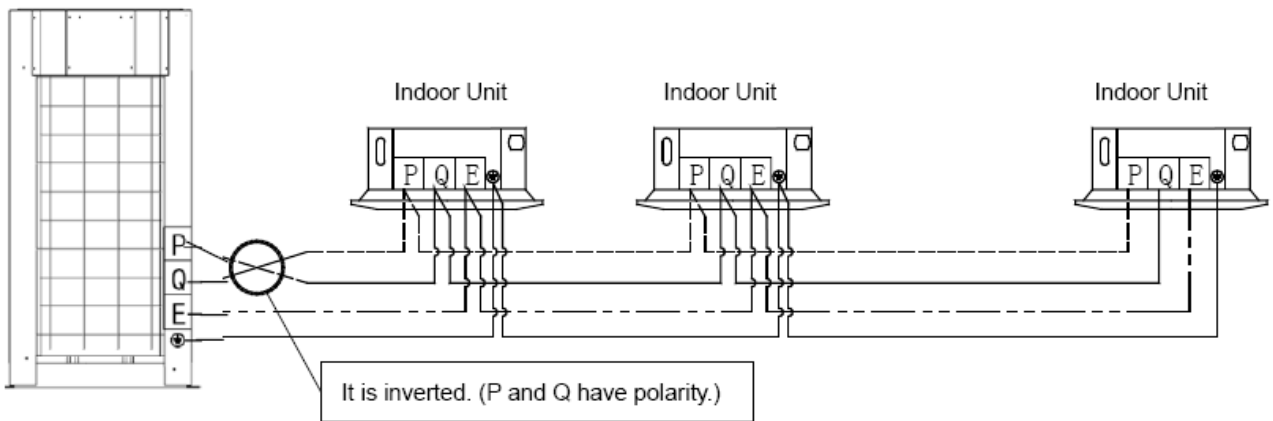 Indoor Unit Indoor Unit Indoor Unit
P Q E P Q E P Q E
P
Q
E
It is inverted. (P and Q have polarity.)